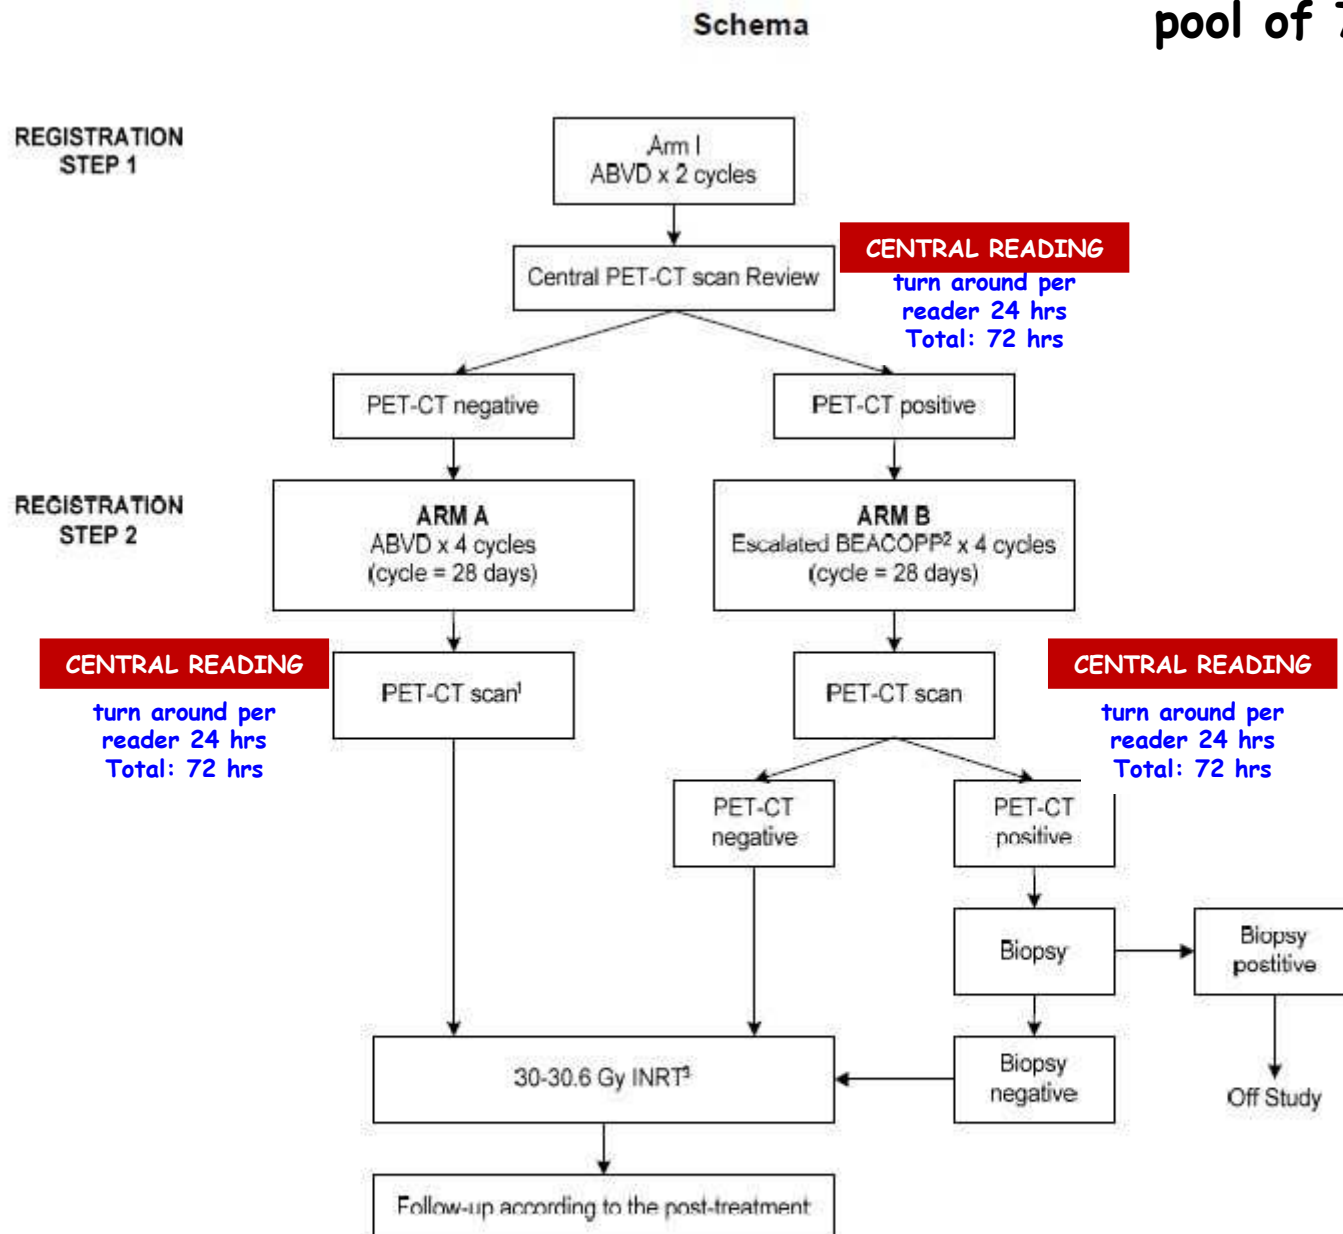 Schema
pool of 7
REGISTRATION
STEP 1
Arm I
ABVD x 2 cycles
Central PET-CT scan Review
CENTRAL READING
turn around per
reader 24 hrs
Total: 72 hrs
PET-CT negative
PET-CT positive
REGISTRATION
STEP 2
ARM A
ABVD x 4 cycles
(cycle = 28 days)
ARM B
Escalated BEACOPP² x 4 cycles
(cycle = 28 days)
CENTRAL READING
turn around per
reader 24 hrs
Total: 72 hrs
PET-CT scan¹
PET-CT scan
CENTRAL READING
turn around per
reader 24 hrs
Total: 72 hrs
PET-CT
negative
PET-CT
positive
Biopsy
Biopsy
postitive
30-30.6 Gy INRT³
Biopsy
negative
Off Study
Follow-up according to the post-treatment